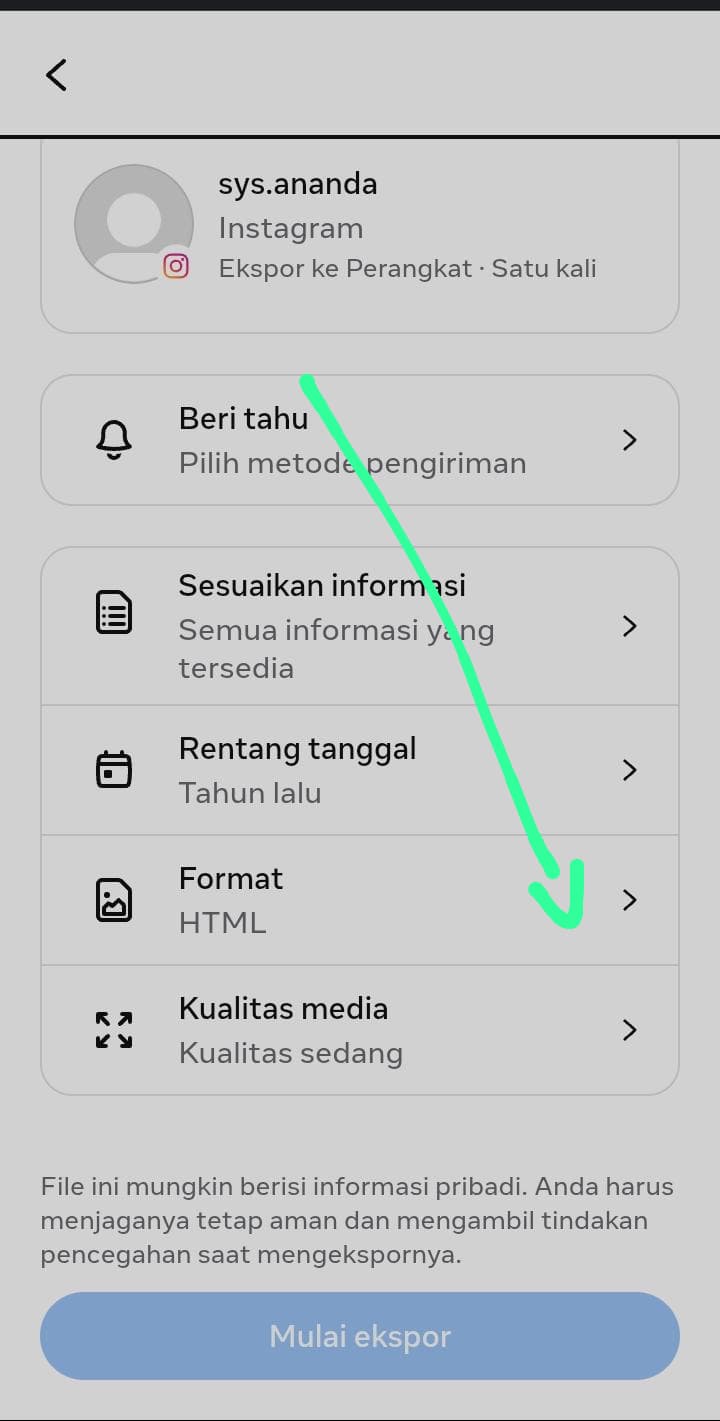 sys.ananda
Instagram
Ekspor ke Perangkat · Satu kali
Beri tahu
Pilih metode pengiriman
Sesuaikan informasi
Semua informasi yang
tersedia
Rentang tanggal
Tahun lalu
Format
HTML
Kualitas media
Kualitas sedang
File ini mungkin berisi informasi pribadi. Anda harus
menjaganya tetap aman dan mengambil tindakan
pencegahan saat mengekspornya.
Mulai ekspor